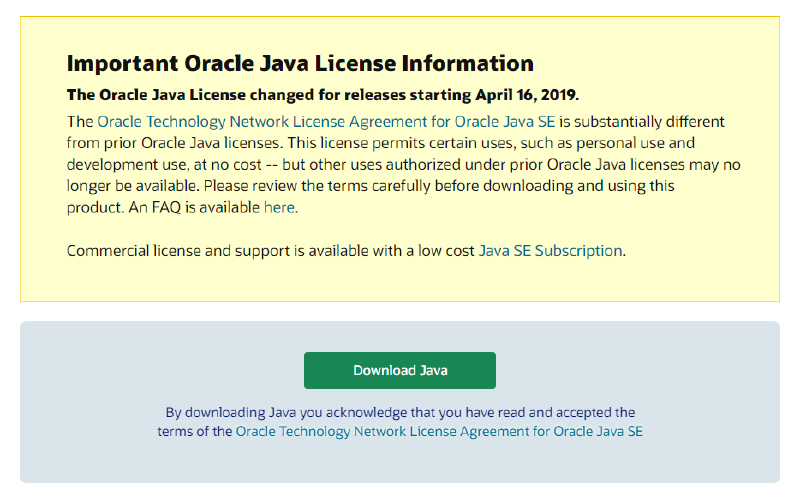 Important Oracle Java License Information
The Oracle Java License changed for releases starting April 16, 2019.
The Oracle Technology Network License Agreement for Oracle Java SE is substantially different
from prior Oracle Java licenses. This license permits certain uses, such as personal use and
development use, at no cost -- but other uses authorized under prior Oracle Java licenses may no
longer be available. Please review the terms carefully before downloading and using this
product. An FAQ is available here.
Commercial license and support is available with a low cost Java SE Subscription.
Download Java
By downloading Java you acknowledge that you have read and accepted the
terms of the Oracle Technology Network License Agreement for Oracle Java SE